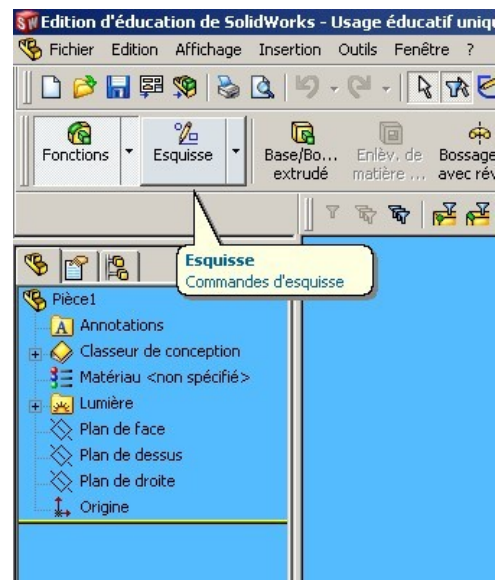 Edition d'éducation de SolidWorks - Usage éducatif uniqu
Fichier Edition Affichage Insertion Outils Fenêtre ?
Fonctions Esquisse Base/Bo... Enlèv. de Bossage
extrudé matière ... avec rév
Esquisse
Commandes d'esquisse
Pièce1
Annotations
Classeur de conception
Matériau <non spécifié>
Lumière
Plan de face
Plan de dessus
Plan de droite
Origine